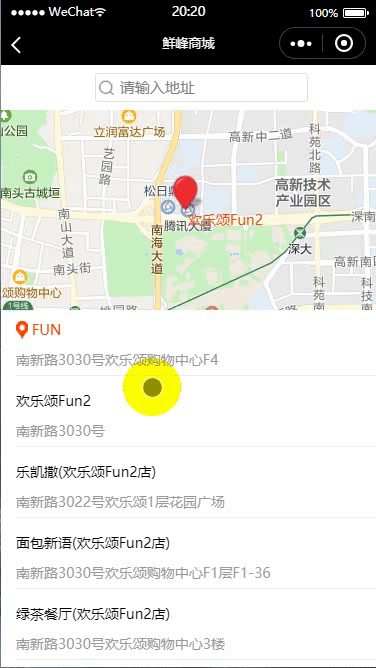 ●●●●● WeChat 20:20 100%
鲜峰商城
请输入地址
山公园
立润富达广场
高新中二道
科苑北路
艺园路
南头古城垣
松日鼎
高新技术
产业园区
欢乐颂Fun2
腾讯大厦
深南
南山大道
南海大道
深大
南头街
科苑南
颂购物中心
1号线
桃园路
FUN
南新路3030号欢乐颂购物中心F4
欢乐颂Fun2
南新路3030号
乐凯撒(欢乐颂Fun2店)
南新路3022号欢乐颂1层花园广场
面包新语(欢乐颂Fun2店)
南新路3030号欢乐颂购物中心F1层F1-36
绿茶餐厅(欢乐颂Fun2店)
南新路3030号欢乐颂购物中心3楼